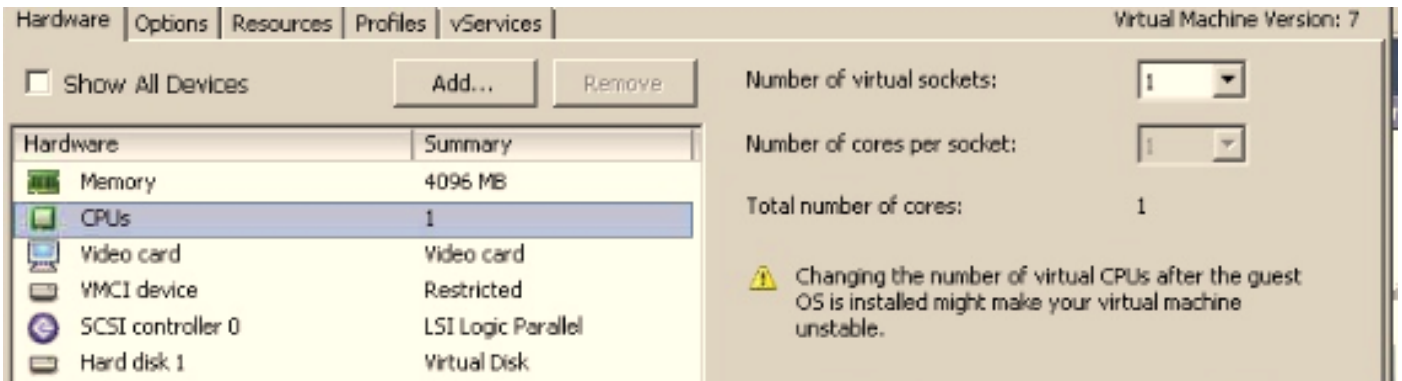 Hardware Options Resources Profiles vServices Virtual Machine Version: 7
Show All Devices Add... Remove
Number of virtual sockets: 1
Hardware Summary
Number of cores per socket: 1
Memory 4096 MB
CPUs 1
Total number of cores: 1
Video card Video card
VMCI device Restricted
SCSI controller 0 LSI Logic Parallel
Hard disk 1 Virtual Disk
Changing the number of virtual CPUs after the guest
OS is installed might make your virtual machine
unstable.